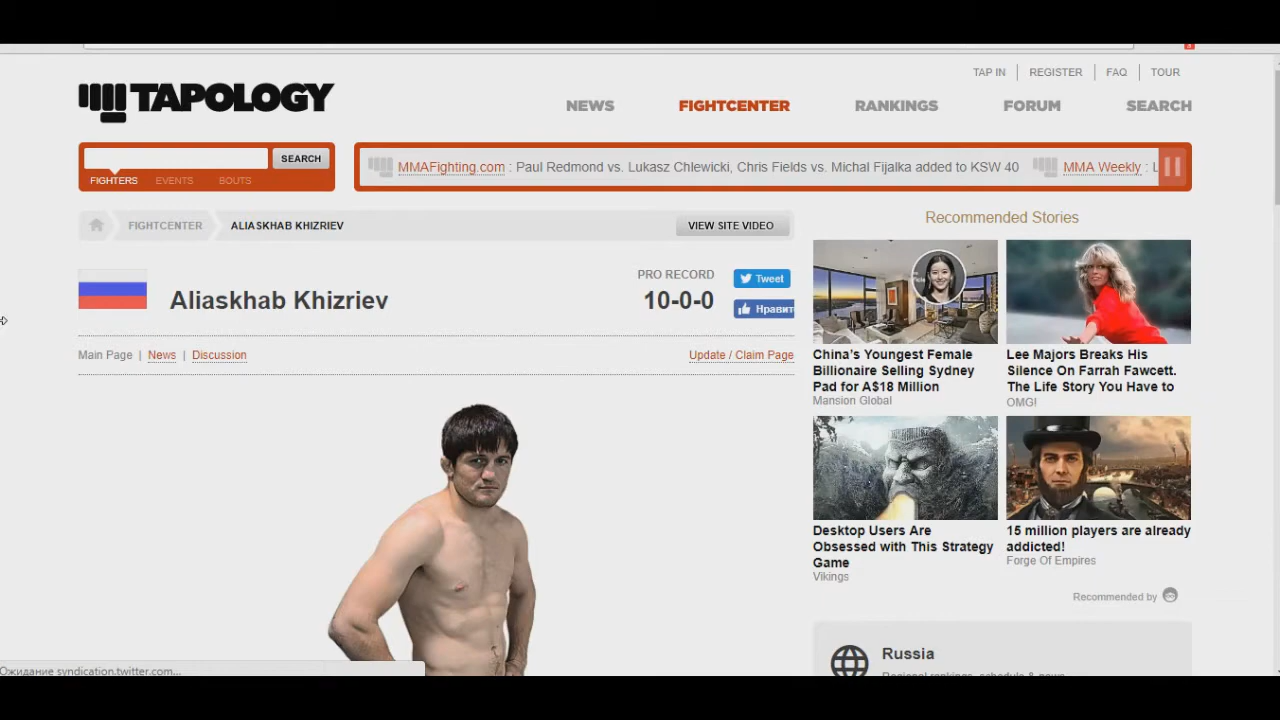 TAP IN
REGISTER
FAQ
TOUR
TAPOLOGY
NEWS
FIGHTCENTER
RANKINGS
FORUM
SEARCH
SEARCH
FIGHTERS
EVENTS
BOUTS
MMAFighting.com : Paul Redmond vs. Lukasz Chlewicki, Chris Fields vs. Michal Fijalka added to KSW 40
MMA Weekly : L
FIGHTCENTER
ALIASKHAB KHIZRIEV
VIEW SITE VIDEO
Aliaskhab Khizriev
PRO RECORD
10-0-0
Tweet
Нравит
Main Page | News | Discussion
Update / Claim Page
Recommended Stories
China's Youngest Female
Billionaire Selling Sydney
Pad for A$18 Million
Mansion Global
Lee Majors Breaks His
Silence On Farrah Fawcett.
The Life Story You Have to
OMG!
Desktop Users Are
Obsessed with This Strategy
Game
Vikings
15 million players are already
addicted!
Forge Of Empires
Recommended by
Russia
Regional rankings, schedule & news
Ожидание syndication.twitter.com...